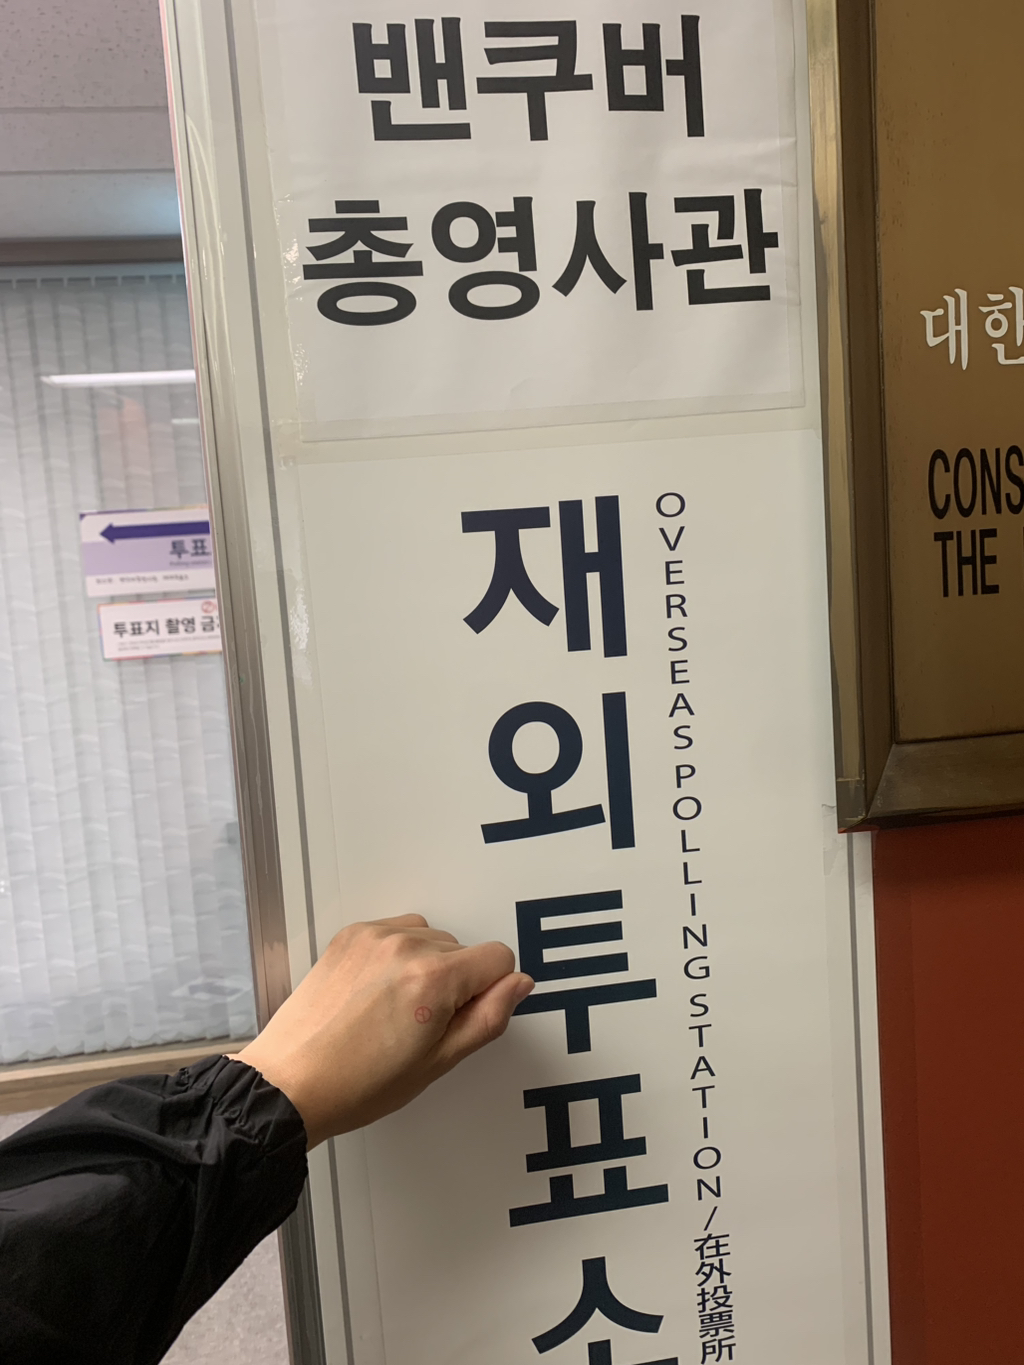 밴쿠버
총영사관
재외투표소
OVERSEAS POLLING STATION / 在外投票所
투표
투표지 촬영
대한
CONS
THE